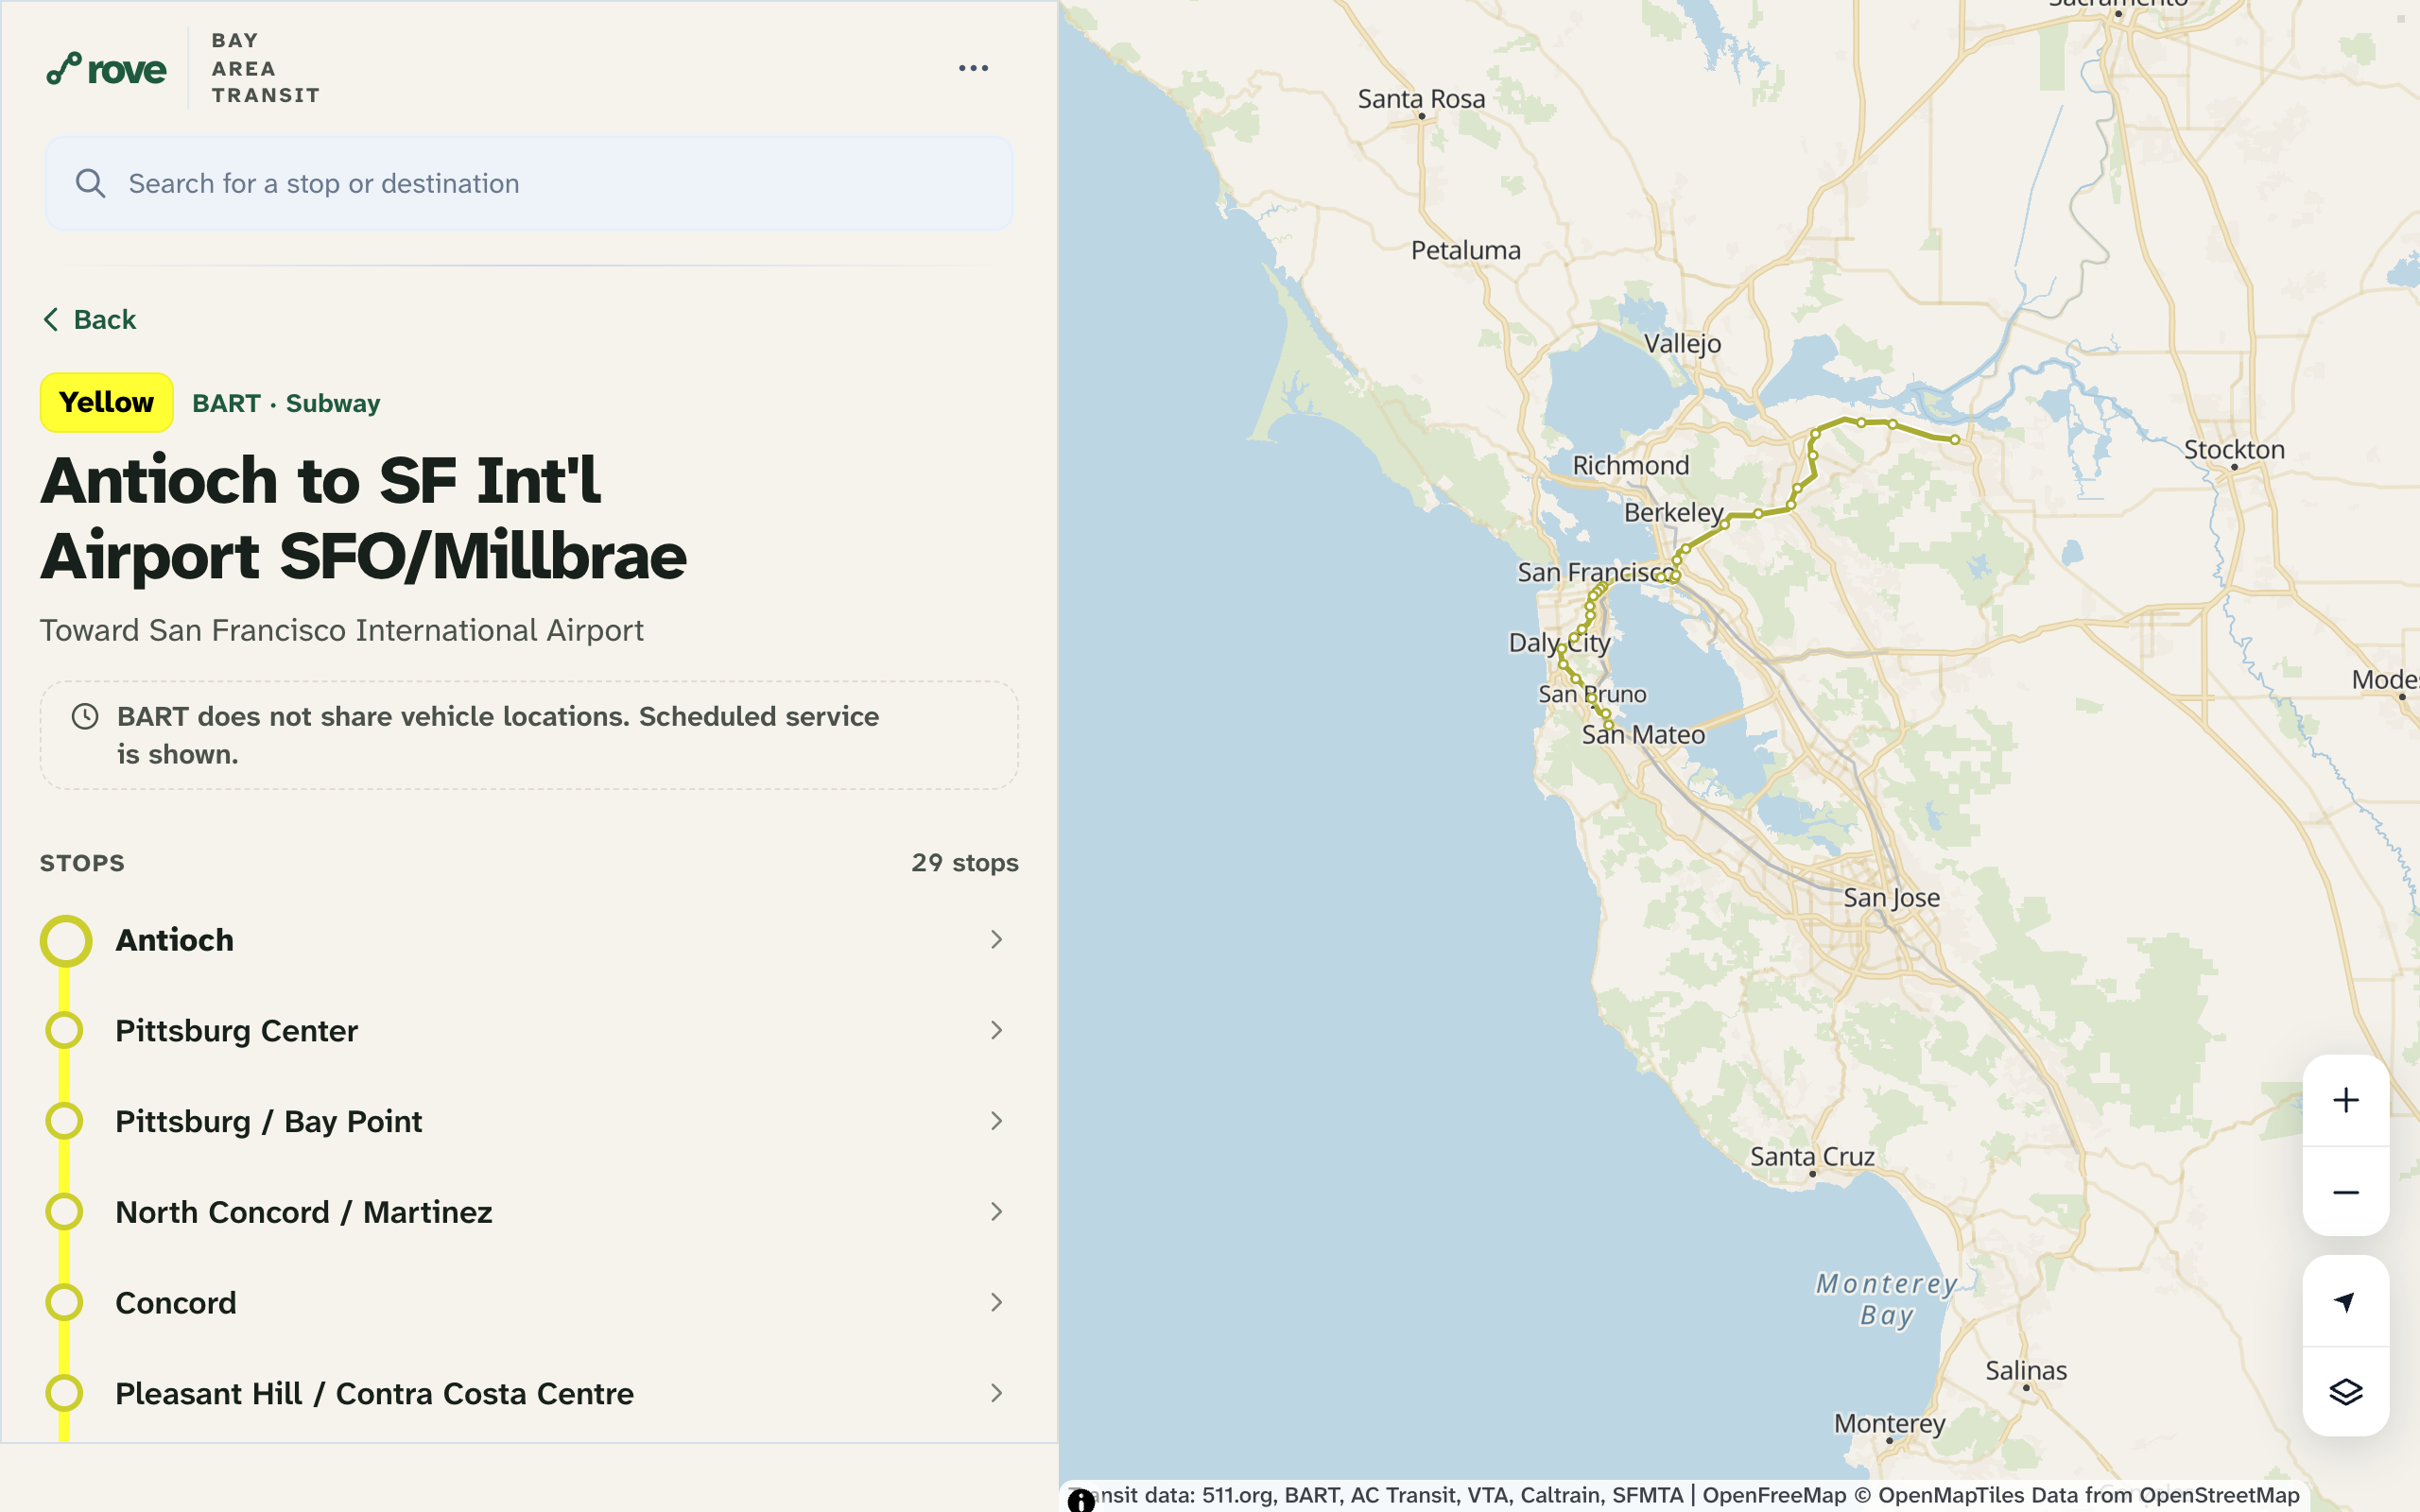 rove
BAY
AREA
TRANSIT
Search for a stop or destination
Back
Yellow
BART · Subway
Antioch to SF Int'l
Airport SFO/Millbrae
Toward San Francisco International Airport
BART does not share vehicle locations. Scheduled service
is shown.
STOPS
29 stops
Antioch
Pittsburg Center
Pittsburg / Bay Point
North Concord / Martinez
Concord
Pleasant Hill / Contra Costa Centre
Sacramento
Santa Rosa
Petaluma
Vallejo
Stockton
Richmond
Berkeley
San Francisco
Daly City
San Bruno
San Mateo
San Jose
Santa Cruz
Monterey
Bay
Salinas
Monterey
Transit data: 511.org, BART, AC Transit, VTA, Caltrain, SFMTA | OpenFreeMap © OpenMapTiles Data from OpenStreetMap